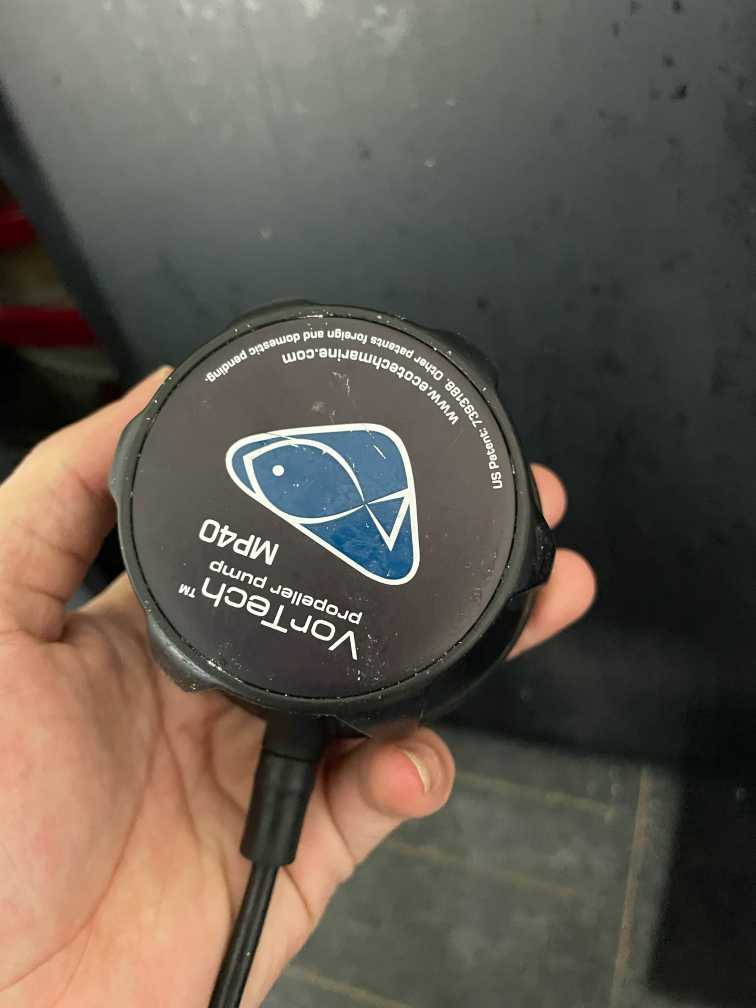 VorTech™
propeller pump
MP40
www.ecotechmarine.com
US Patent: 7393188. Other patents foreign and domestic pending.